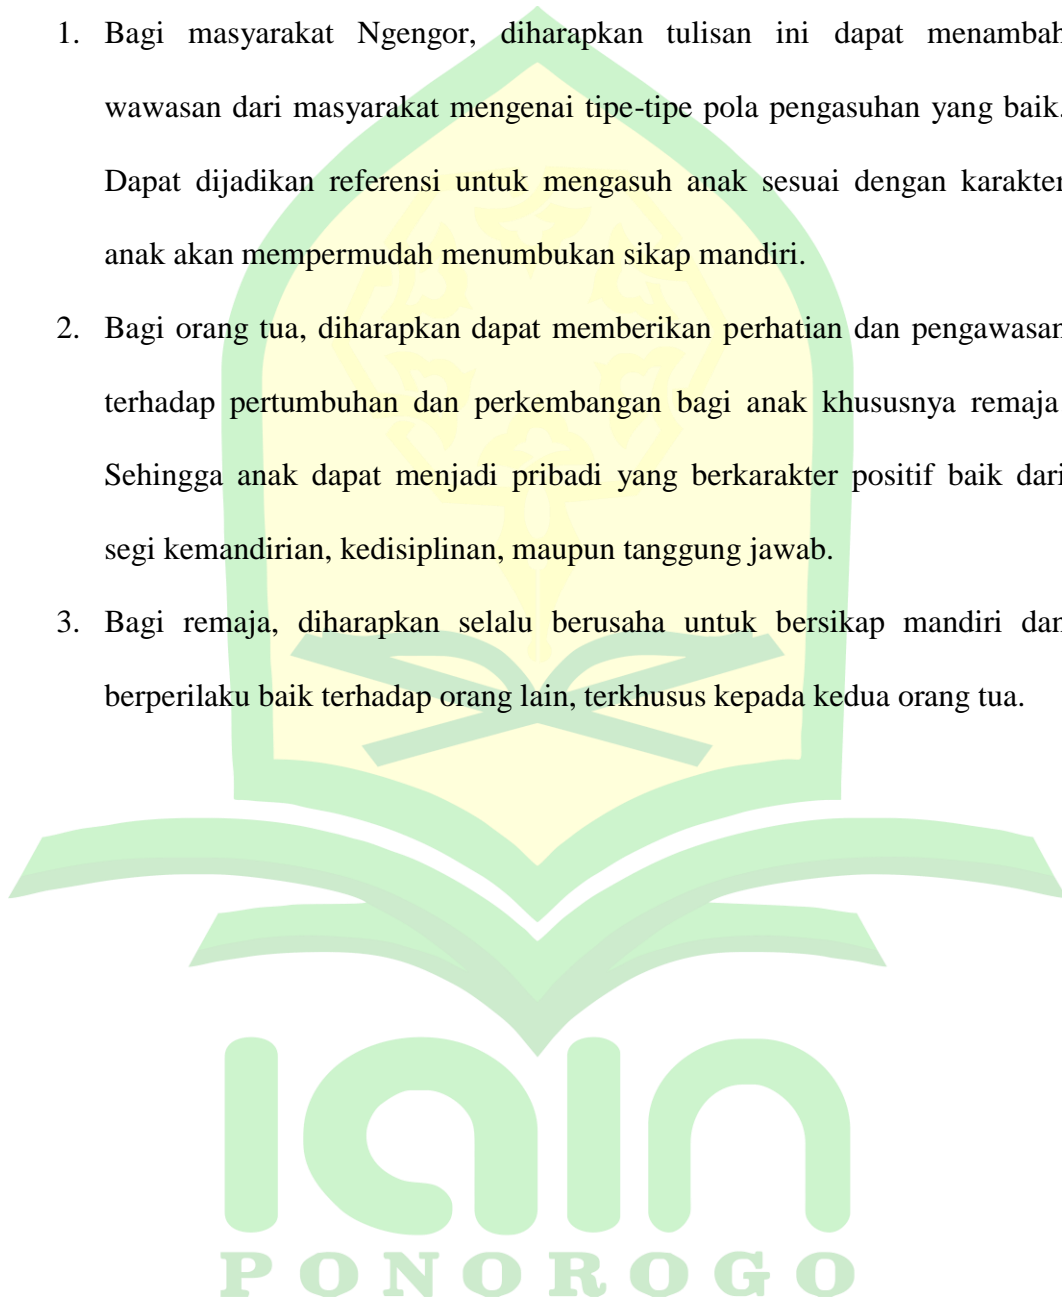 1. Bagi masyarakat Ngengor, diharapkan tulisan ini dapat menambah
wawasan dari masyarakat mengenai tipe-tipe pola pengasuhan yang baik.
Dapat dijadikan referensi untuk mengasuh anak sesuai dengan karakter
anak akan mempermudah menumbukan sikap mandiri.
2. Bagi orang tua, diharapkan dapat memberikan perhatian dan pengawasan
terhadap pertumbuhan dan perkembangan bagi anak khususnya remaja
Sehingga anak dapat menjadi pribadi yang berkarakter positif baik dari
segi kemandirian, kedisiplinan, maupun tanggung jawab.
3. Bagi remaja, diharapkan selalu berusaha untuk bersikap mandiri dan
berperilaku baik terhadap orang lain, terkhusus kepada kedua orang tua.
iain
PONOROGO